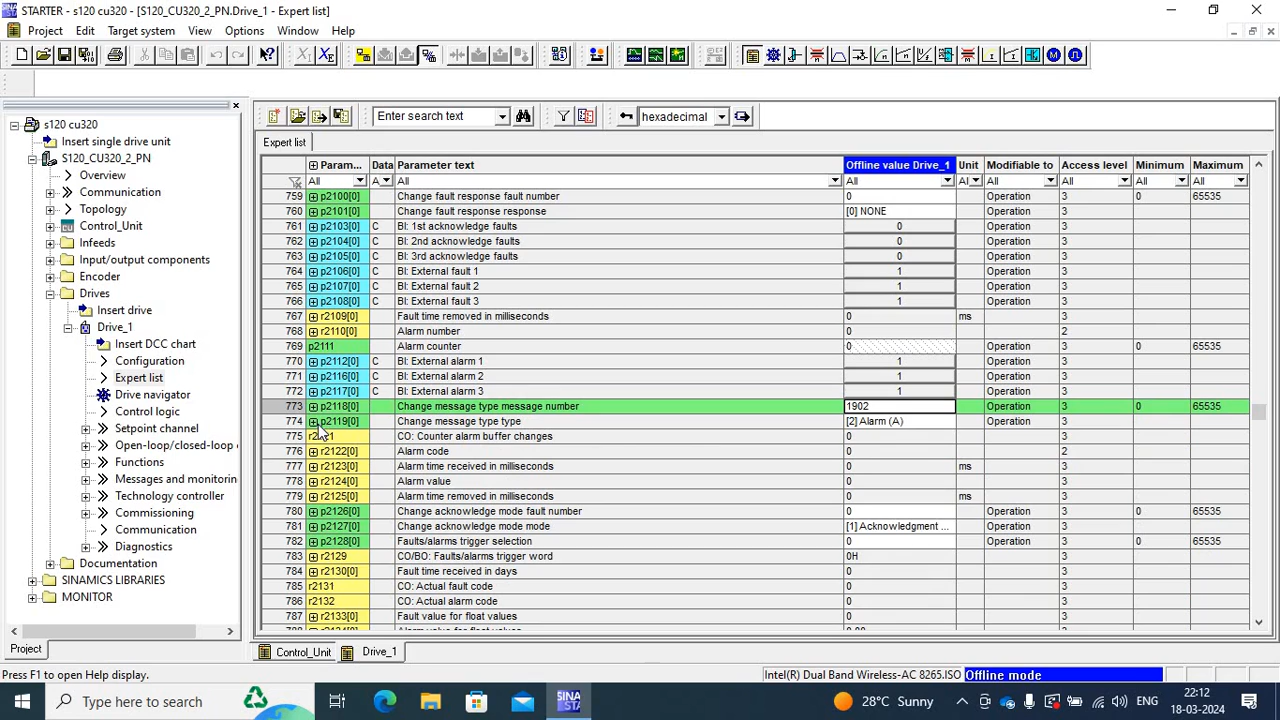 STARTER - s120 cu320 - [S120_CU320_2_PN.Drive_1 - Expert list]
Project Edit Target system View Options Window Help
Enter search text hexadecimal
s120 cu320
Insert single drive unit
S120_CU320_2_PN
Overview
Communication
Topology
Control_Unit
Infeeds
Input/output components
Encoder
Drives
Insert drive
Drive_1
Insert DCC chart
Configuration
Expert list
Drive navigator
Control logic
Setpoint channel
Open-loop/closed-loop
Functions
Messages and monitorin
Technology controller
Commissioning
Communication
Diagnostics
Documentation
SINAMICS LIBRARIES
MONITOR
Project
Expert list
Param... Data Parameter text Offline value Drive_1 Unit Modifiable to Access level Minimum Maximum
All A All All Al All All All All
759 p2100[0] Change fault response fault number 0 Operation 3 0 65535
760 p2101[0] Change fault response response [0] NONE Operation 3
761 p2103[0] C BI: 1st acknowledge faults 0 Operation 3
762 p2104[0] C BI: 2nd acknowledge faults 0 Operation 3
763 p2105[0] C BI: 3rd acknowledge faults 0 Operation 3
764 p2106[0] C BI: External fault 1 1 Operation 3
765 p2107[0] C BI: External fault 2 1 Operation 3
766 p2108[0] C BI: External fault 3 1 Operation 3
767 r2109[0] Fault time removed in milliseconds 0 ms 3
768 r2110[0] Alarm number 0 2
769 p2111 Alarm counter 0 Operation 3 0 65535
770 p2112[0] C BI: External alarm 1 1 Operation 3
771 p2116[0] C BI: External alarm 2 1 Operation 3
772 p2117[0] C BI: External alarm 3 1 Operation 3
773 p2118[0] Change message type message number 1902 Operation 3 0 65535
774 p2119[0] Change message type type [2] Alarm (A) Operation 3
775 CO: Counter alarm buffer changes 0 3
776 r2122[0] Alarm code 0 2
777 r2123[0] Alarm time received in milliseconds 0 ms 3
778 r2124[0] Alarm value 0 3
779 r2125[0] Alarm time removed in milliseconds 0 ms 3
780 p2126[0] Change acknowledge mode fault number 0 Operation 3 0 65535
781 p2127[0] Change acknowledge mode mode [1] Acknowledgment ... Operation 3
782 p2128[0] Faults/alarms trigger selection 0 Operation 3 0 65535
783 r2129 CO/BO: Faults/alarms trigger word 0H 3
784 r2130[0] Fault time received in days 0 3
785 r2131 CO: Actual fault code 0 3
786 r2132 CO: Actual alarm code 0 3
787 r2133[0] Fault value for float values 0 3
Control_Unit Drive_1
Press F1 to open Help display. Intel(R) Dual Band Wireless-AC 8265.ISO Offline mode
Type here to search 28°C Sunny ENG 22:12
18-03-2024